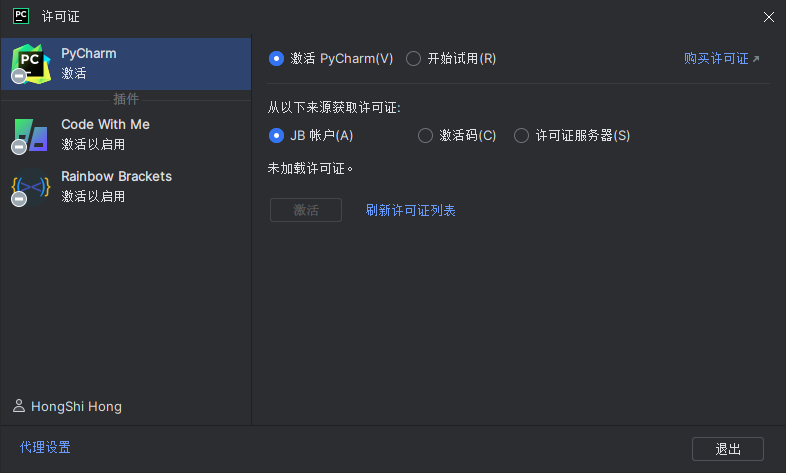 PC 许可证
PC PyCharm
激活
插件
Code With Me
激活以启用
Rainbow Brackets
激活以启用
HongShi Hong
激活 PyCharm(V) 开始试用(R) 购买许可证
从以下来源获取许可证:
JB 帐户(A) 激活码(C) 许可证服务器(S)
未加载许可证。
激活 刷新许可证列表
代理设置 退出